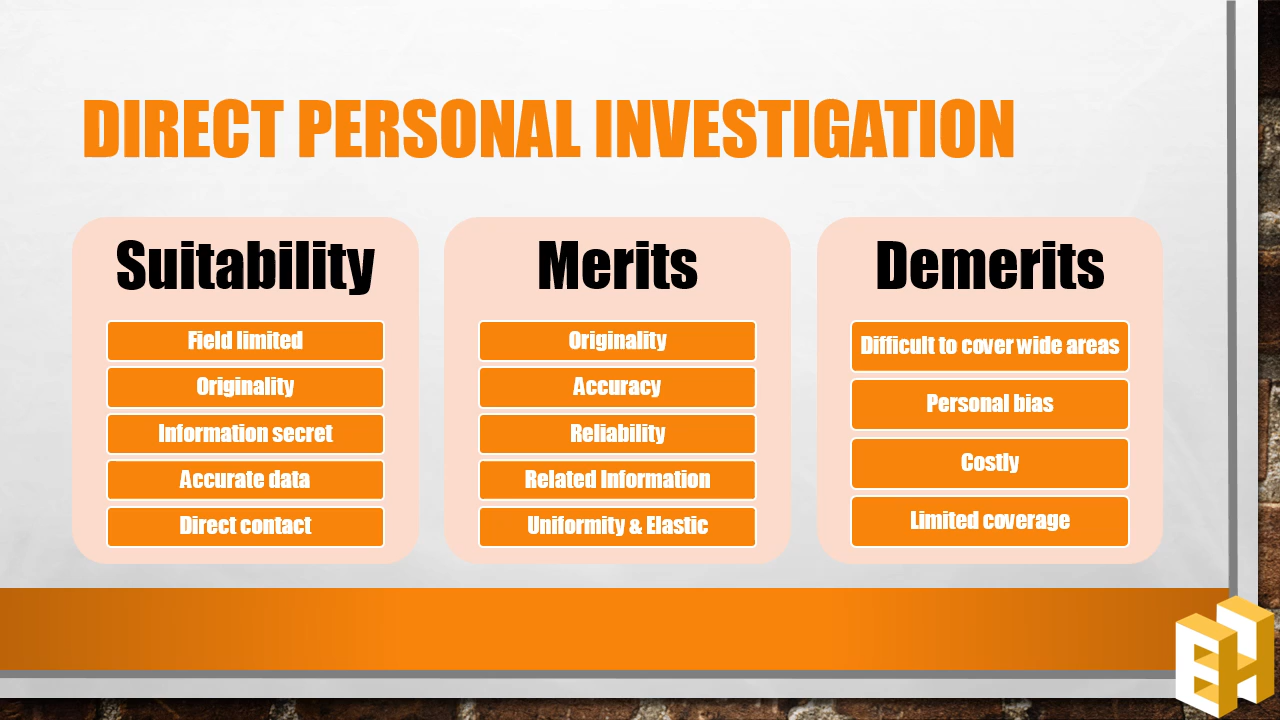 DIRECT PERSONAL INVESTIGATION
Suitability
Field limited
Originality
Information secret
Accurate data
Direct contact
Merits
Originality
Accuracy
Reliability
Related Information
Uniformity & Elastic
Demerits
Difficult to cover wide areas
Personal bias
Costly
Limited coverage
EH